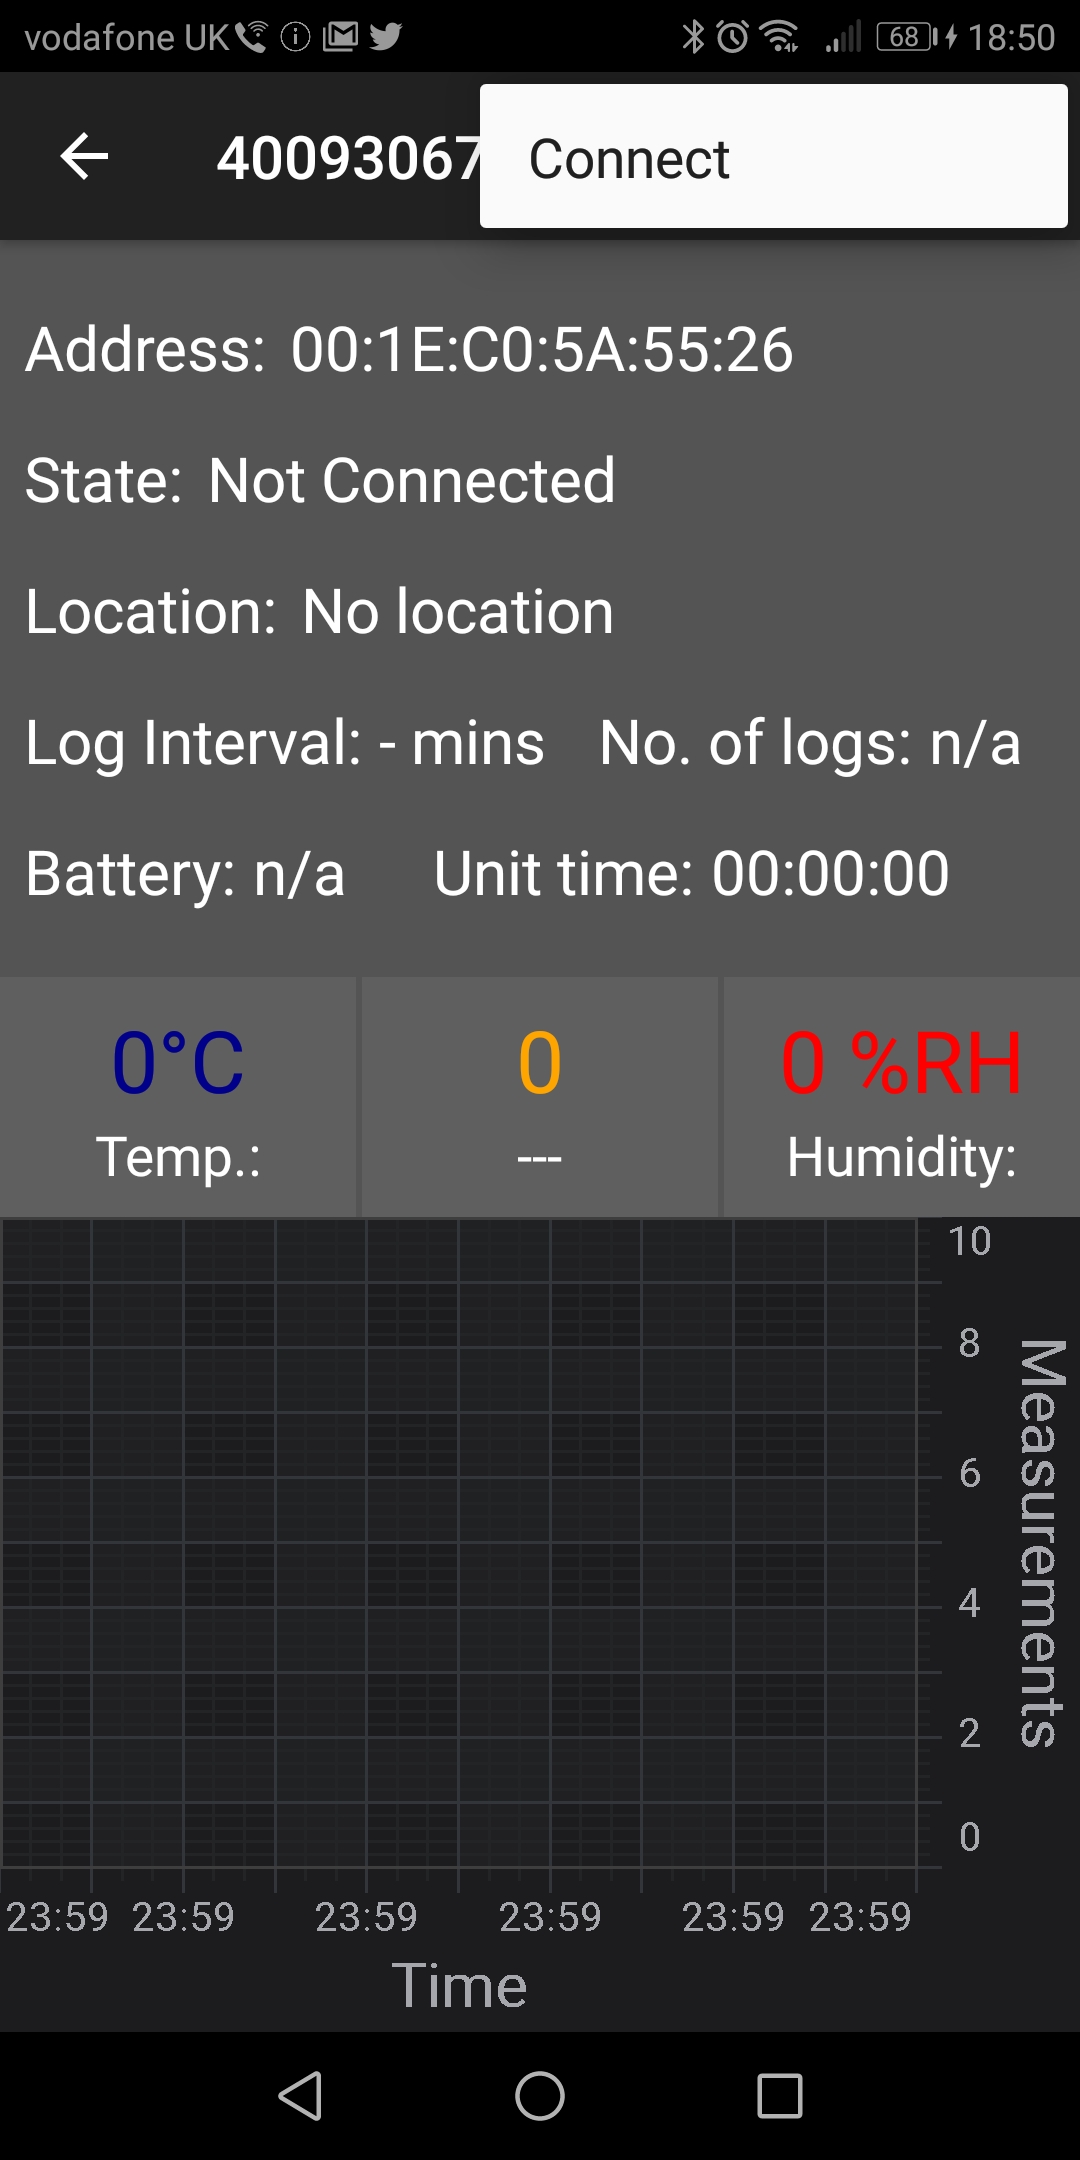 vodafone UK 68 18:50
40093067 Connect
Address: 00:1E:C0:5A:55:26
State: Not Connected
Location: No location
Log Interval: - mins No. of logs: n/a
Battery: n/a Unit time: 00:00:00
0°C 0 0 %RH
Temp.: --- Humidity:
10
8
6
4
2
0
Measurements
23:59 23:59 23:59 23:59 23:59 23:59
Time